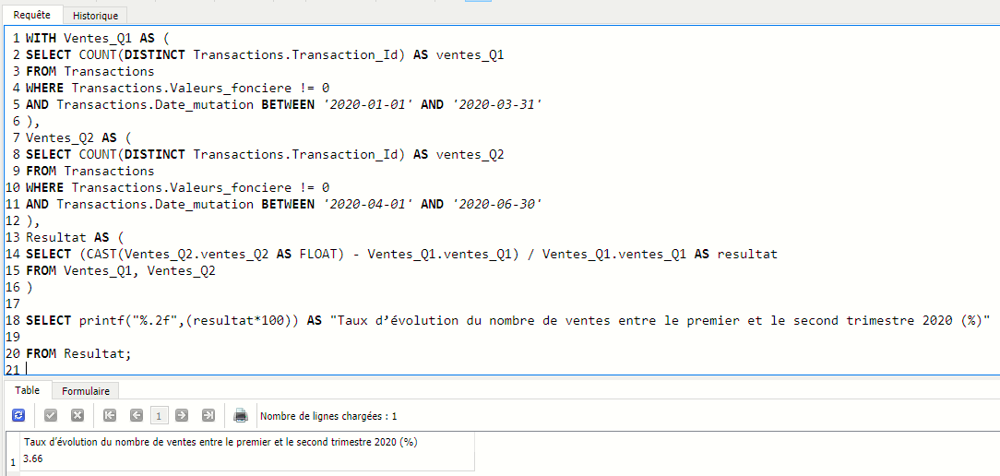 Requête Historique
1 WITH Ventes_Q1 AS (
2 SELECT COUNT(DISTINCT Transactions.Transaction_Id) AS ventes_Q1
3 FROM Transactions
4 WHERE Transactions.Valeurs_fonciere != 0
5 AND Transactions.Date_mutation BETWEEN '2020-01-01' AND '2020-03-31'
6 ),
7 Ventes_Q2 AS (
8 SELECT COUNT(DISTINCT Transactions.Transaction_Id) AS ventes_Q2
9 FROM Transactions
10 WHERE Transactions.Valeurs_fonciere != 0
11 AND Transactions.Date_mutation BETWEEN '2020-04-01' AND '2020-06-30'
12 ),
13 Resultat AS (
14 SELECT (CAST(Ventes_Q2.ventes_Q2 AS FLOAT) - Ventes_Q1.ventes_Q1) / Ventes_Q1.ventes_Q1 AS resultat
15 FROM Ventes_Q1, Ventes_Q2
16 )
17
18 SELECT printf("%.2f",(resultat*100)) AS "Taux d’évolution du nombre de ventes entre le premier et le second trimestre 2020 (%)"
19
20 FROM Resultat;
21
Table Formulaire
1 Nombre de lignes chargées : 1
Taux d’évolution du nombre de ventes entre le premier et le second trimestre 2020 (%)
1 3.66